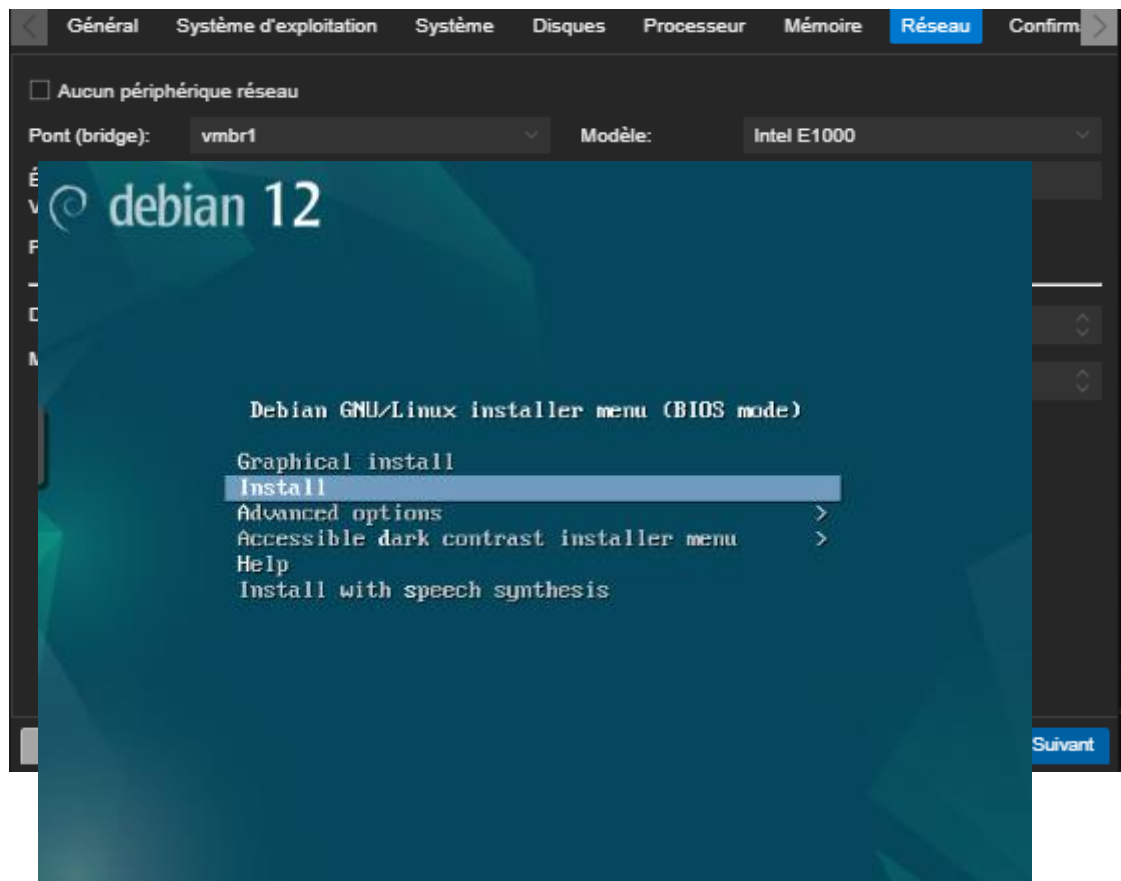 Général Système d'exploitation Système Disques Processeur Mémoire Réseau Confirm
Aucun périphérique réseau
Pont (bridge): vmbr1 Modèle: Intel E1000
debian 12
Debian GNU/Linux installer menu (BIOS mode)
Graphical install
Install
Advanced options >
Accessible dark contrast installer menu >
Help
Install with speech synthesis
Suivant